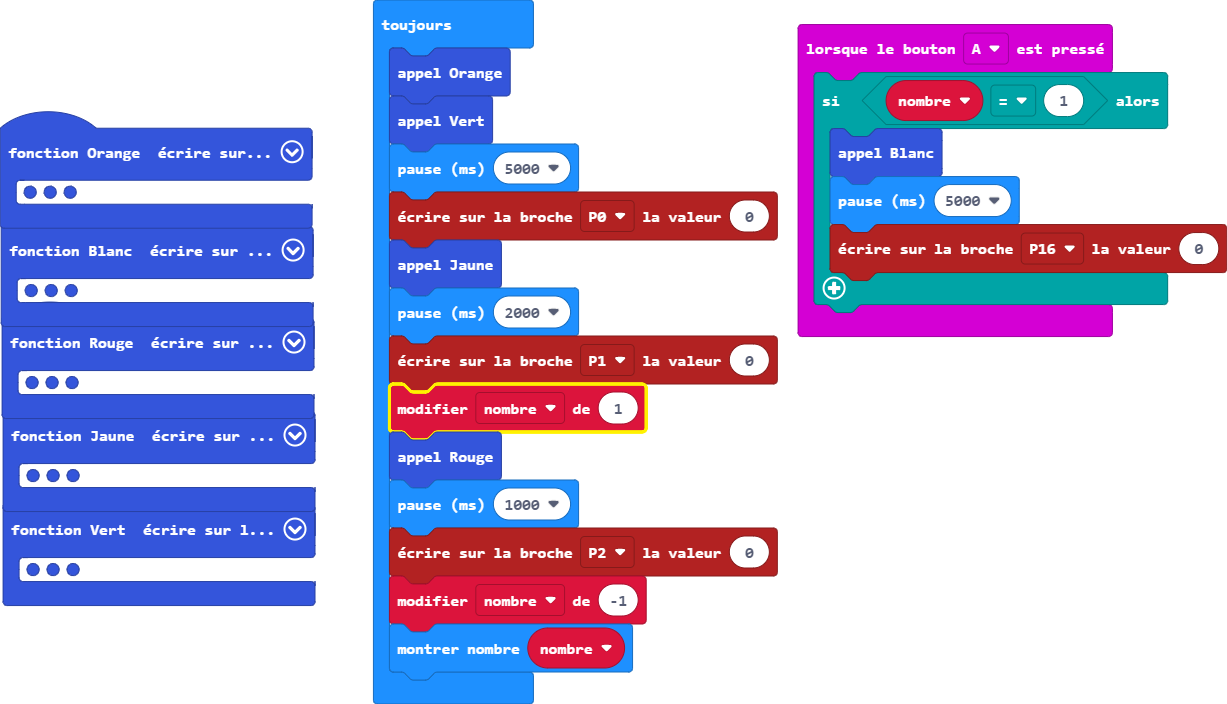 fonction Orange écrire sur...
fonction Blanc écrire sur ...
fonction Rouge écrire sur ...
fonction Jaune écrire sur ...
fonction Vert écrire sur l...
toujours
appel Orange
appel Vert
pause (ms) 5000
écrire sur la broche P0 la valeur 0
appel Jaune
pause (ms) 2000
écrire sur la broche P1 la valeur 0
modifier nombre de 1
appel Rouge
pause (ms) 1000
écrire sur la broche P2 la valeur 0
modifier nombre de -1
montrer nombre nombre
lorsque le bouton A est pressé
si nombre = 1 alors
appel Blanc
pause (ms) 5000
écrire sur la broche P16 la valeur 0